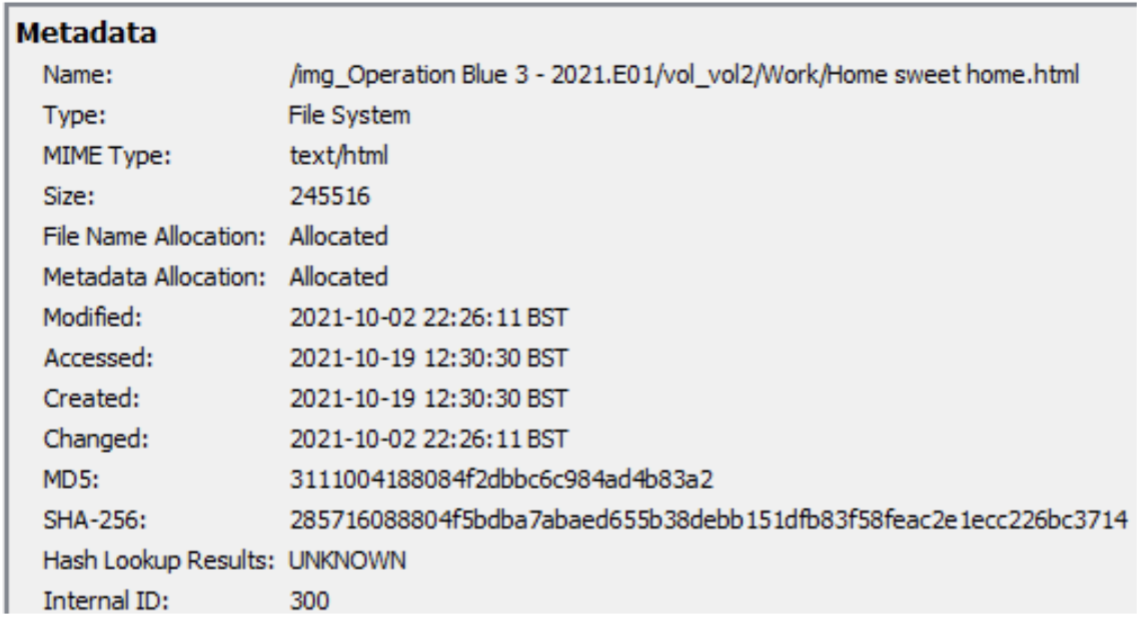 Metadata
Name: /img_Operation Blue 3 - 2021.E01/vol_vol2/Work/Home sweet home.html
Type: File System
MIME Type: text/html
Size: 245516
File Name Allocation: Allocated
Metadata Allocation: Allocated
Modified: 2021-10-02 22:26:11 BST
Accessed: 2021-10-19 12:30:30 BST
Created: 2021-10-19 12:30:30 BST
Changed: 2021-10-02 22:26:11 BST
MD5: 3111004188084f2dbbc6c984ad4b83a2
SHA-256: 285716088804f5bdba7abaed655b38debb151dfb83f58feac2e1ecc226bc3714
Hash Lookup Results: UNKNOWN
Internal ID: 300